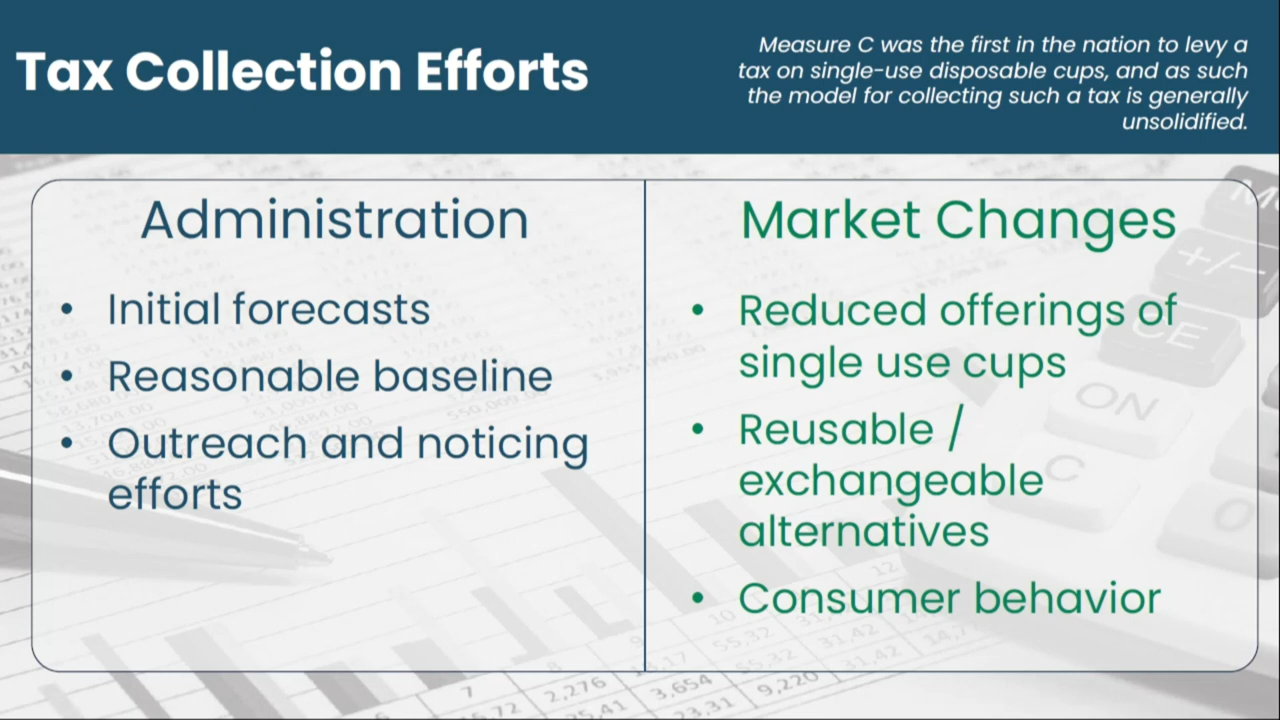 Tax Collection Efforts
Measure C was the first in the nation to levy a
tax on single-use disposable cups, and as such
the model for collecting such a tax is generally
unsolidified.
Administration
• Initial forecasts
• Reasonable baseline
• Outreach and noticing
efforts
Market Changes
• Reduced offerings of
single use cups
• Reusable /
exchangeable
alternatives
• Consumer behavior